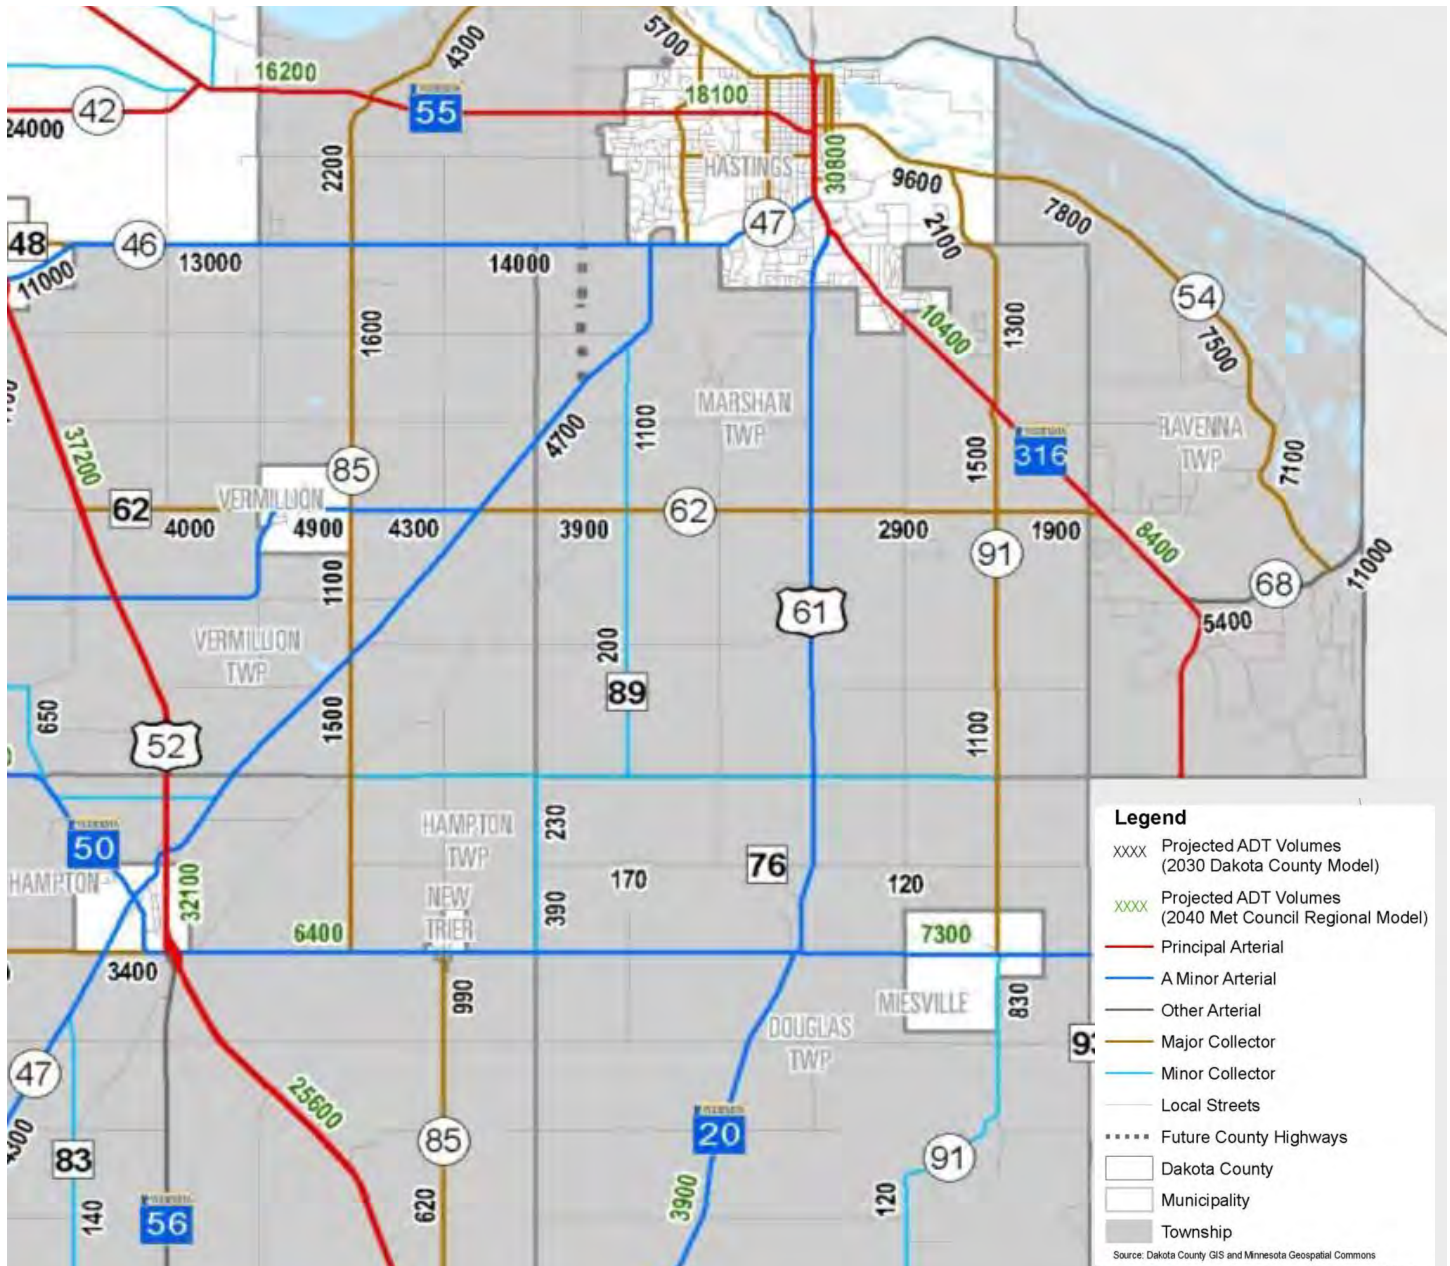 5700
4300
16200
55
18100
42
24000
2200
HASTINGS
30800
9600
47
2100
7800
48
46
11000
13000
14000
54
1600
10400
1300
7500
MARSHAN
TWP
RAVENNA
TWP
37200
4700
1100
316
1500
7100
85
VERMILLION
62
4000
4900
4300
3900
62
2900
1900
8400
91
1100
11000
68
5400
61
VERMILLION
TWP
200
89
650
1500
1100
52
HAMPTON
TWP
230
50
76
HAMPTON
170
120
32100
NEW
TRIER
390
6400
7300
3400
990
MIESVILLE
830
DOUGLAS
TWP
47
25600
20
85
91
83
3900
620
120
140
56
Legend
XXXX Projected ADT Volumes
(2030 Dakota County Model)
XXXX Projected ADT Volumes
(2040 Met Council Regional Model)
Principal Arterial
A Minor Arterial
Other Arterial
Major Collector
Minor Collector
Local Streets
Future County Highways
Dakota County
Municipality
Township
Source: Dakota County GIS and Minnesota Geospatial Commons